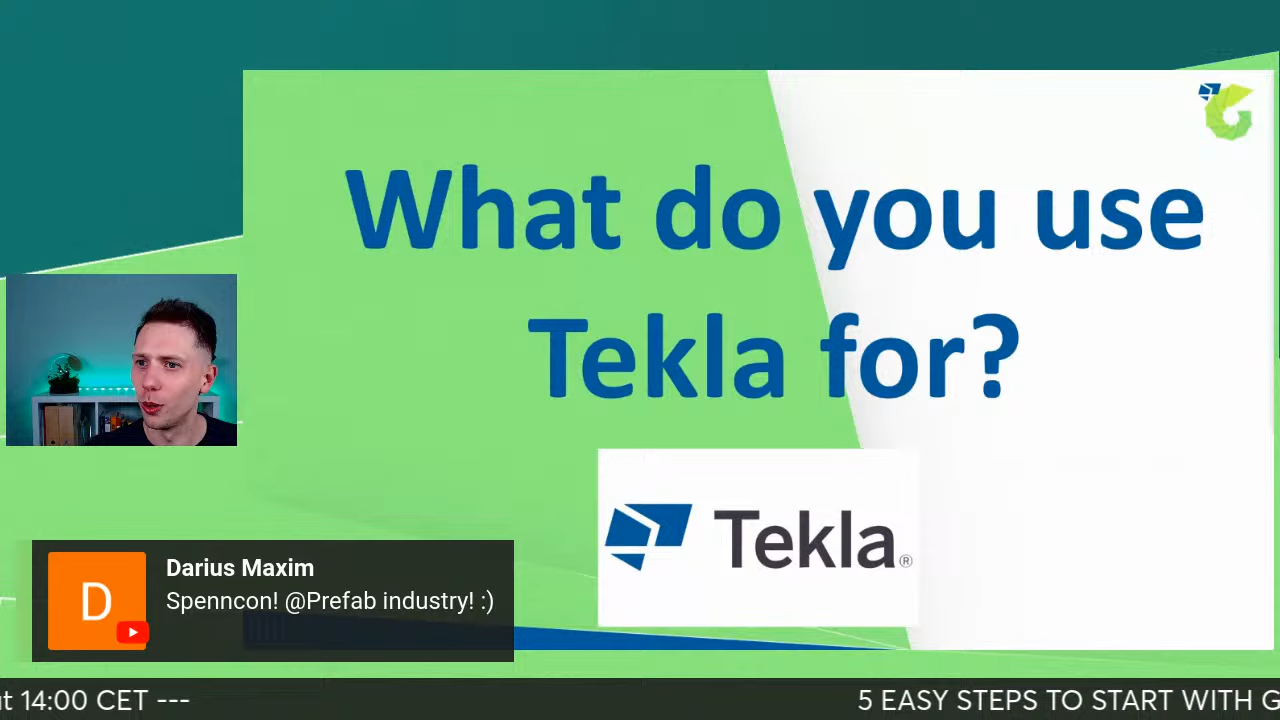 What do you use
Tekla for?
Tekla®
D
Darius Maxim
Spenncon! @Prefab industry! :)
14:00 CET ---
5 EASY STEPS TO START WITH